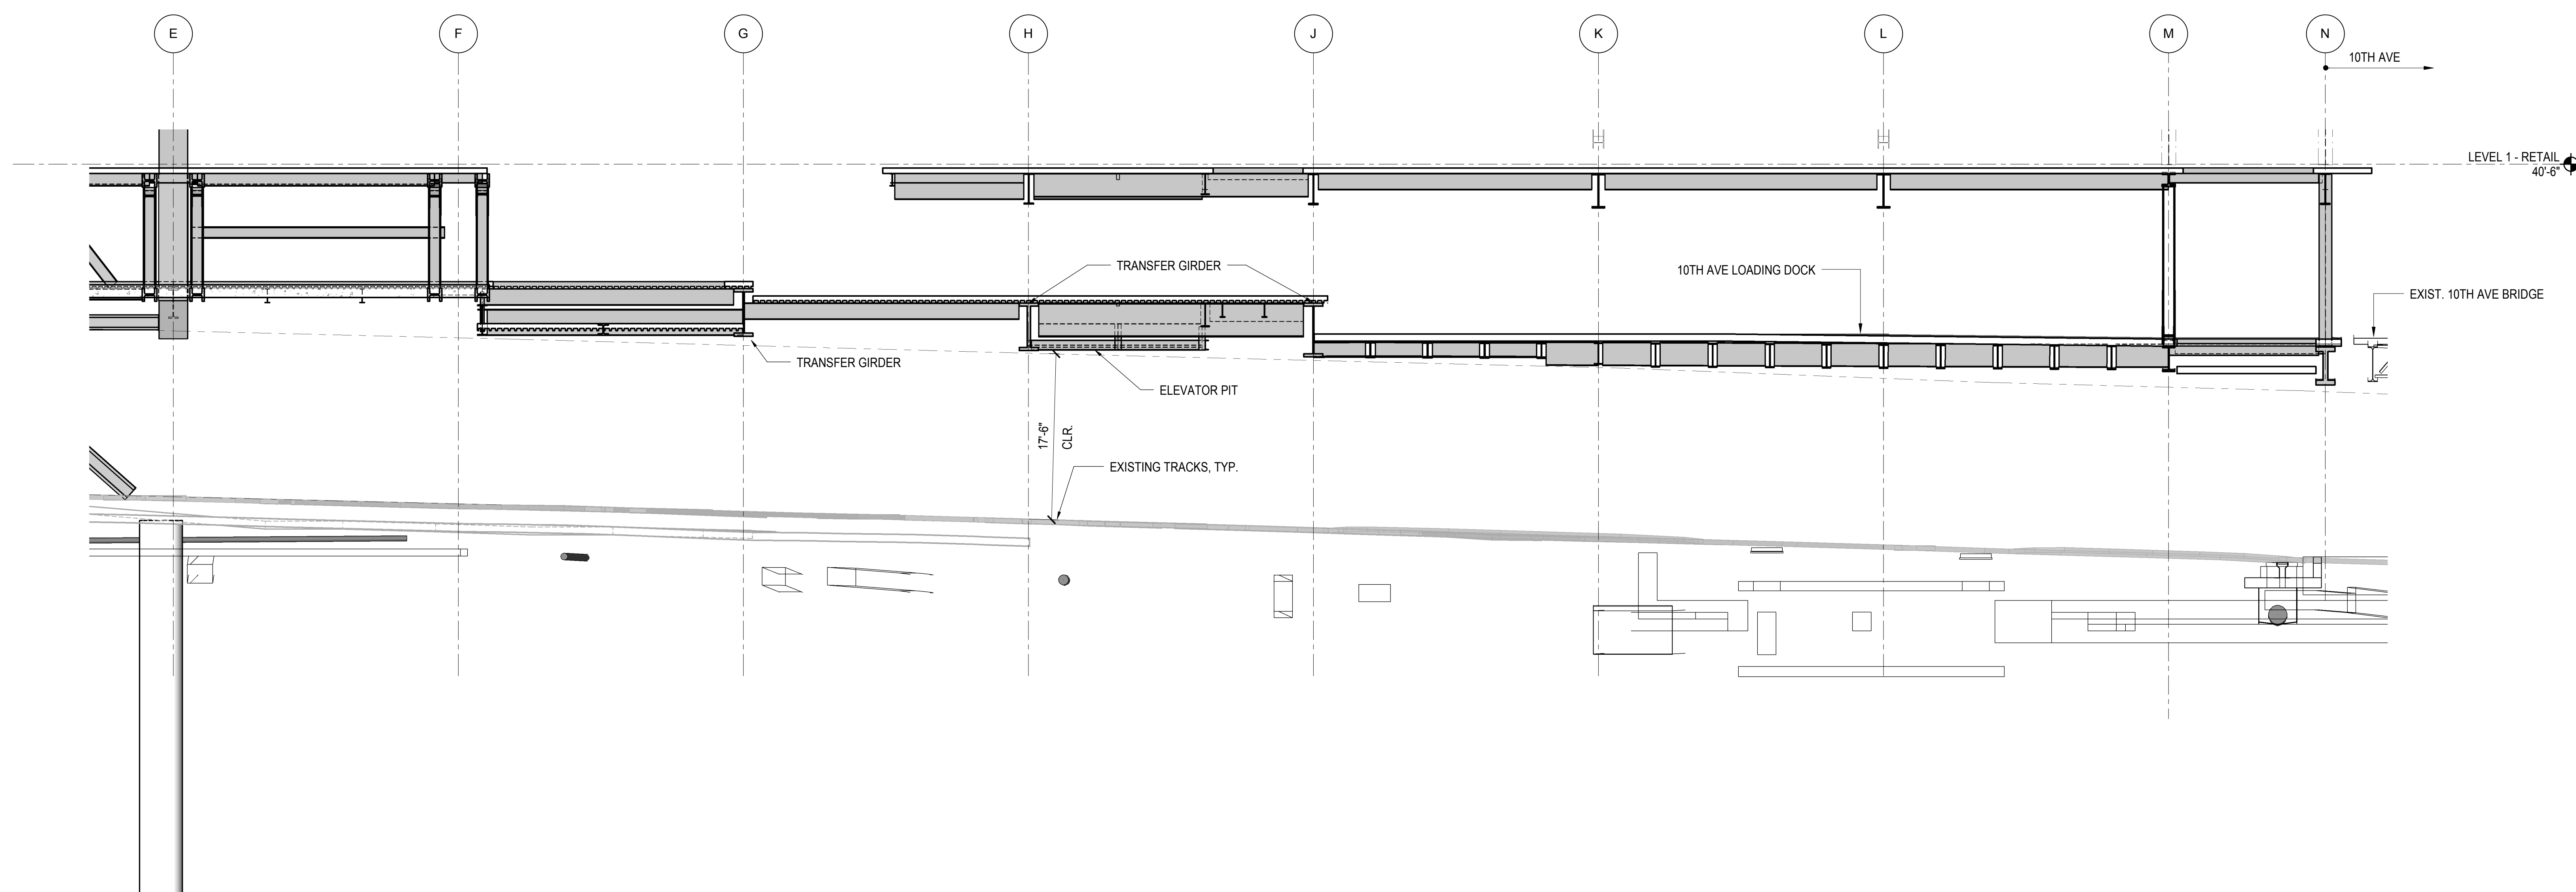 E
F
G
H
J
K
L
M
N
10TH AVE
LEVEL 1 - RETAIL
40'-6"
TRANSFER GIRDER
10TH AVE LOADING DOCK
EXIST. 10TH AVE BRIDGE
TRANSFER GIRDER
ELEVATOR PIT
17'-6"
CLR.
EXISTING TRACKS, TYP.